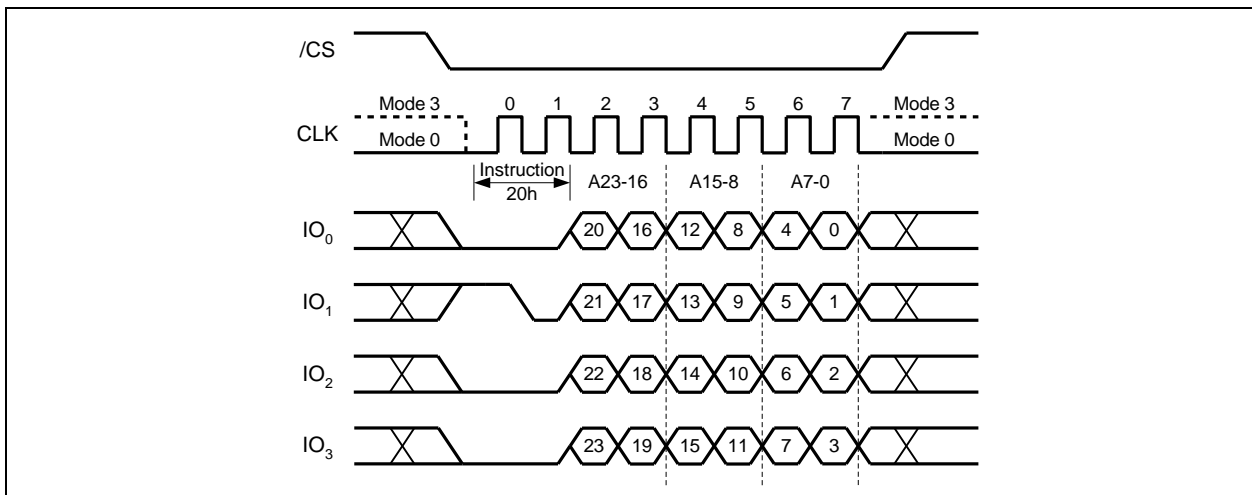 /CS
Mode 3 0 1 2 3 4 5 6 7 Mode 3
CLK
Mode 0 Mode 0
Instruction
20h
A23-16 A15-8 A7-0
IO0 20 16 12 8 4 0
IO1 21 17 13 9 5 1
IO2 22 18 14 10 6 2
IO3 23 19 15 11 7 3